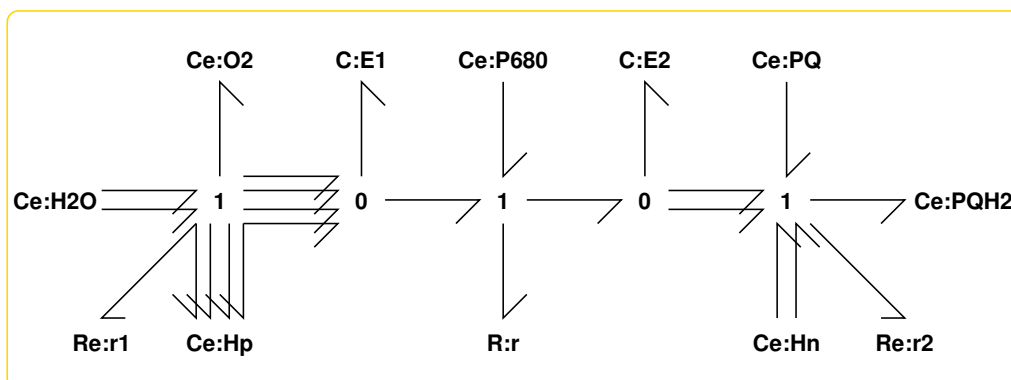 Ce:O2 C:E1 Ce:P680 C:E2 Ce:PQ
Ce:H2O 1 0 1 0 1 Ce:PQH2
Re:r1 Ce:Hp R:r Ce:Hn Re:r2